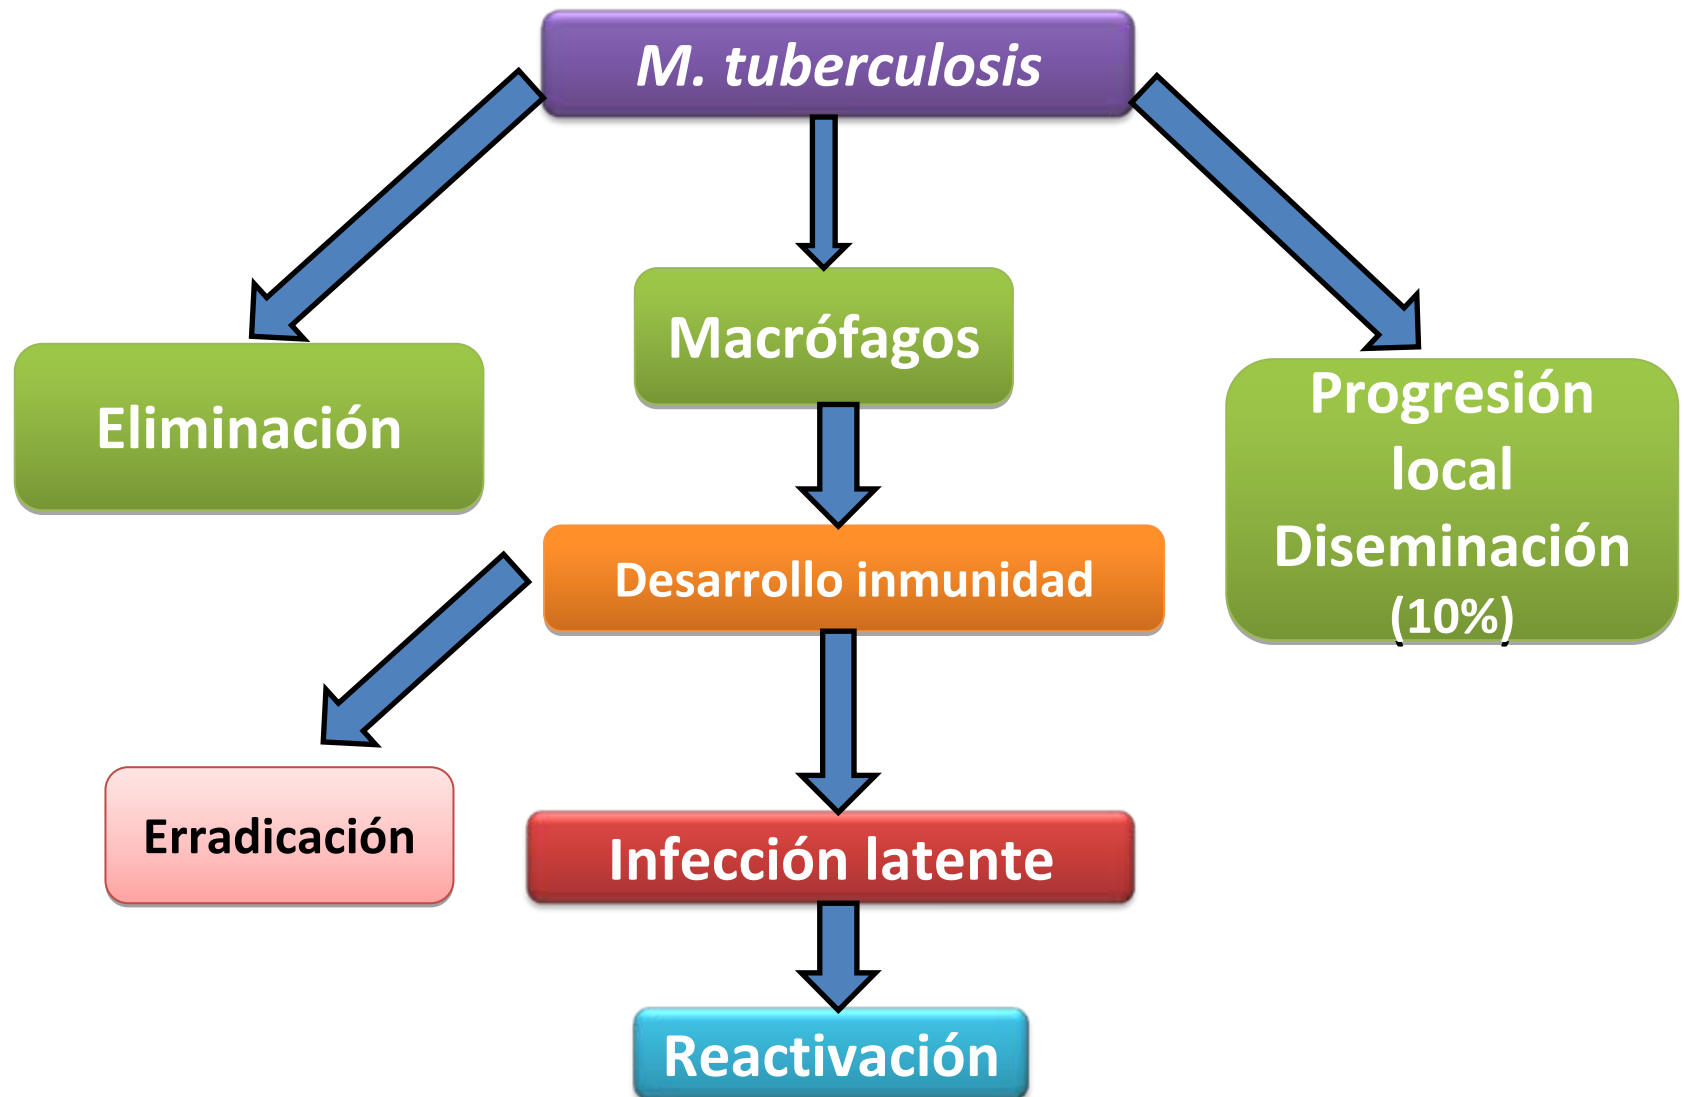 M. tuberculosis
Eliminación
Macrófagos
Progresión
local
Diseminación
(10%)
Desarrollo inmunidad
Erradicación
Infección latente
Reactivación